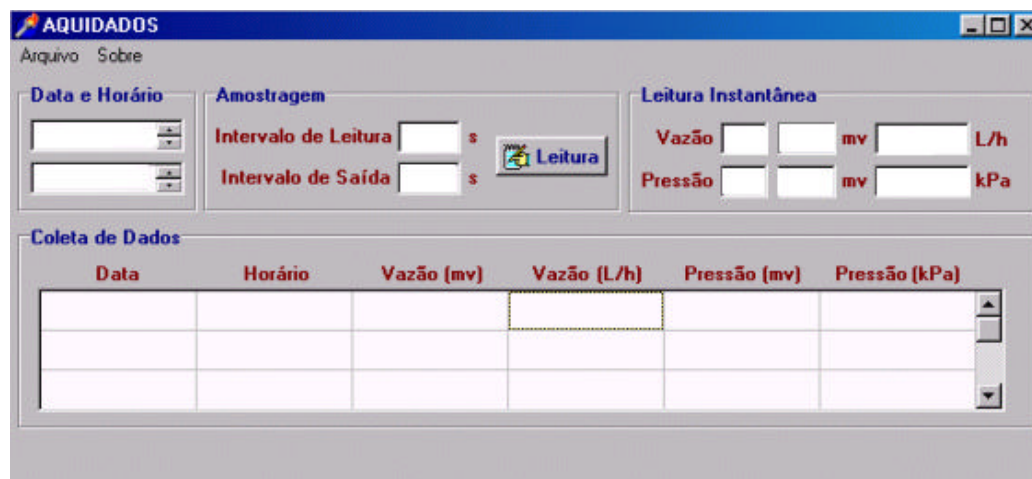 AQUIDADOS
Arquivo Sobre
Data e Horário
Amostragem
Intervalo de Leitura s
Intervalo de Saída s
Leitura
Leitura Instantânea
Vazão mv L/h
Pressão mv kPa
Coleta de Dados
Data Horário Vazão (mv) Vazão (L/h) Pressão (mv) Pressão (kPa)